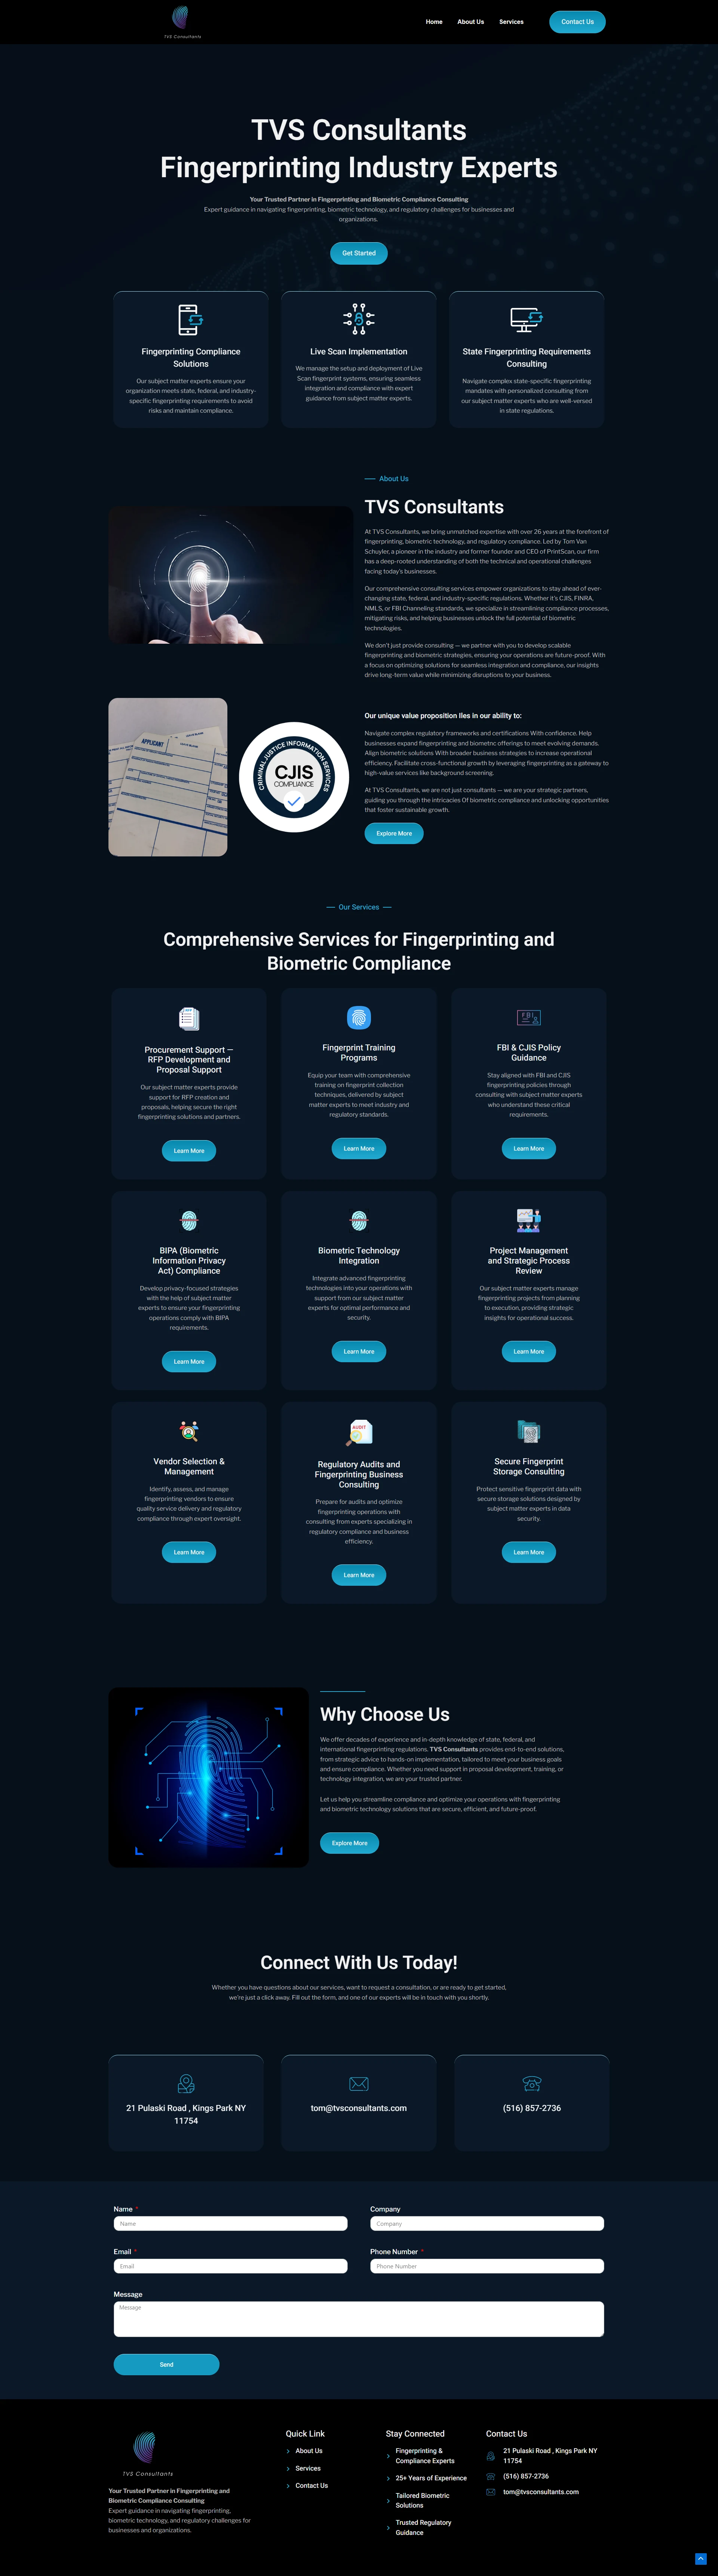 TVS Consultants
Home
About Us
Services
Contact Us
TVS Consultants
Fingerprinting Industry Experts
Your Trusted Partner in Fingerprinting and Biometric Compliance Consulting
Expert guidance in navigating fingerprinting, biometric technology, and regulatory challenges for businesses and
organizations.
Get Started
Fingerprinting Compliance
Solutions
Our subject matter experts ensure your
organization meets state, federal, and industry-
specific fingerprinting requirements to avoid
risks and maintain compliance.
Live Scan Implementation
We manage the setup and deployment of Live
Scan fingerprint systems, ensuring seamless
integration and compliance with expert
guidance from subject matter experts.
State Fingerprinting Requirements
Consulting
Navigate complex state-specific fingerprinting
mandates with personalized consulting from
our subject matter experts who are well-versed
in state regulations.
About Us
TVS Consultants
At TVS Consultants, we bring unmatched expertise with over 26 years at the forefront of
fingerprinting, biometric technology, and regulatory compliance. Led by Tom Van
Schuyler, a pioneer in the industry and former founder and CEO of PrintScan, our firm
has a deep-rooted understanding of both the technical and operational challenges
facing today's businesses.
Our comprehensive consulting services empower organizations to stay ahead of ever-
changing state, federal, and industry-specific regulations. Whether it's CJIS, FINRA,
NMLS, or FBI Channeling standards, we specialize in streamlining compliance processes,
mitigating risks, and helping businesses unlock the full potential of biometric
technologies.
We don't just provide consulting — we partner with you to develop scalable
fingerprinting and biometric strategies, ensuring your operations are future-proof. With
a focus on optimizing solutions for seamless integration and compliance, our insights
drive long-term value while minimizing disruptions to your business.
APPLICANT
CRIMINAL JUSTICE INFORMATION SERVICES
CJIS
COMPLIANCE
Our unique value proposition lles in our ability to:
Navigate complex regulatory frameworks and certifications With confidence. Help
businesses expand fingerprinting and biometnc offerings to meet evolving demands.
Align biometric solutions With broader business strategies to increase operational
efficiency. Facilitate cross-functional growth by leveraging fingerprinting as a gateway to
high-value services like background screening.
At TVS Consultants, we are not just consultants — we are your strategic partners,
guiding you through the intricacies Of biometric compliance and unlocking opportunities
that foster sustainable growth.
Explore More
Our Services
Comprehensive Services for Fingerprinting and
Biometric Compliance
Procurement Support —
RFP Development and
Proposal Support
Our subject matter experts provide
support for RFP creation and
proposals, helping secure the right
fingerprinting solutions and partners.
Learn More
Fingerprint Training
Programs
Equip your team with comprehensive
training on fingerprint collection
techniques, delivered by subject
matter experts to meet industry and
regulatory standards.
Learn More
FBI
FBI & CJIS Policy
Guidance
Stay aligned with FBI and CJIS
fingerprinting policies through
consulting with subject matter experts
who understand these critical
requirements.
Learn More
BIPA (Biometric
Information Privacy
Act) Compliance
Develop privacy-focused strategies
with the help of subject matter
experts to ensure your fingerprinting
operations comply with BIPA
requirements.
Learn More
Biometric Technology
Integration
Integrate advanced fingerprinting
technologies into your operations with
support from our subject matter
experts for optimal performance and
security.
Learn More
Project Management
and Strategic Process
Review
Our subject matter experts manage
fingerprinting projects from planning
to execution, providing strategic
insights for operational success.
Learn More
Vendor Selection &
Management
Identify, assess, and manage
fingerprinting vendors to ensure
quality service delivery and regulatory
compliance through expert oversight.
Learn More
AUDIT
Regulatory Audits and
Fingerprinting Business
Consulting
Prepare for audits and optimize
fingerprinting operations with
consulting from experts specializing in
regulatory compliance and business
efficiency.
Learn More
Secure Fingerprint
Storage Consulting
Protect sensitive fingerprint data with
secure storage solutions designed by
subject matter experts in data
security.
Learn More
Why Choose Us
We offer decades of experience and in-depth knowledge of state, federal, and
international fingerprinting regulations. TVS Consultants provides end-to-end solutions,
from strategic advice to hands-on implementation, tailored to meet your business goals
and ensure compliance. Whether you need support in proposal development, training, or
technology integration, we are your trusted partner.
Let us help you streamline compliance and optimize your operations with fingerprinting
and biometric technology solutions that are secure, efficient, and future-proof.
Explore More
Connect With Us Today!
Whether you have questions about our services, want to request a consultation, or are ready to get started,
we're just a click away. Fill out the form, and one of our experts will be in touch with you shortly.
21 Pulaski Road , Kings Park NY
11754
tom@tvsconsultants.com
(516) 857-2736
Name *
Name
Company
Company
Email *
Email
Phone Number *
Phone Number
Message
Message
Send
TVS Consultants
Your Trusted Partner in Fingerprinting and
Biometric Compliance Consulting
Expert guidance in navigating fingerprinting,
biometric technology, and regulatory challenges for
businesses and organizations.
Quick Link
About Us
Services
Contact Us
Stay Connected
Fingerprinting &
Compliance Experts
25+ Years of Experience
Tailored Biometric
Solutions
Trusted Regulatory
Guidance
Contact Us
21 Pulaski Road , Kings Park NY
11754
(516) 857-2736
tom@tvsconsultants.com